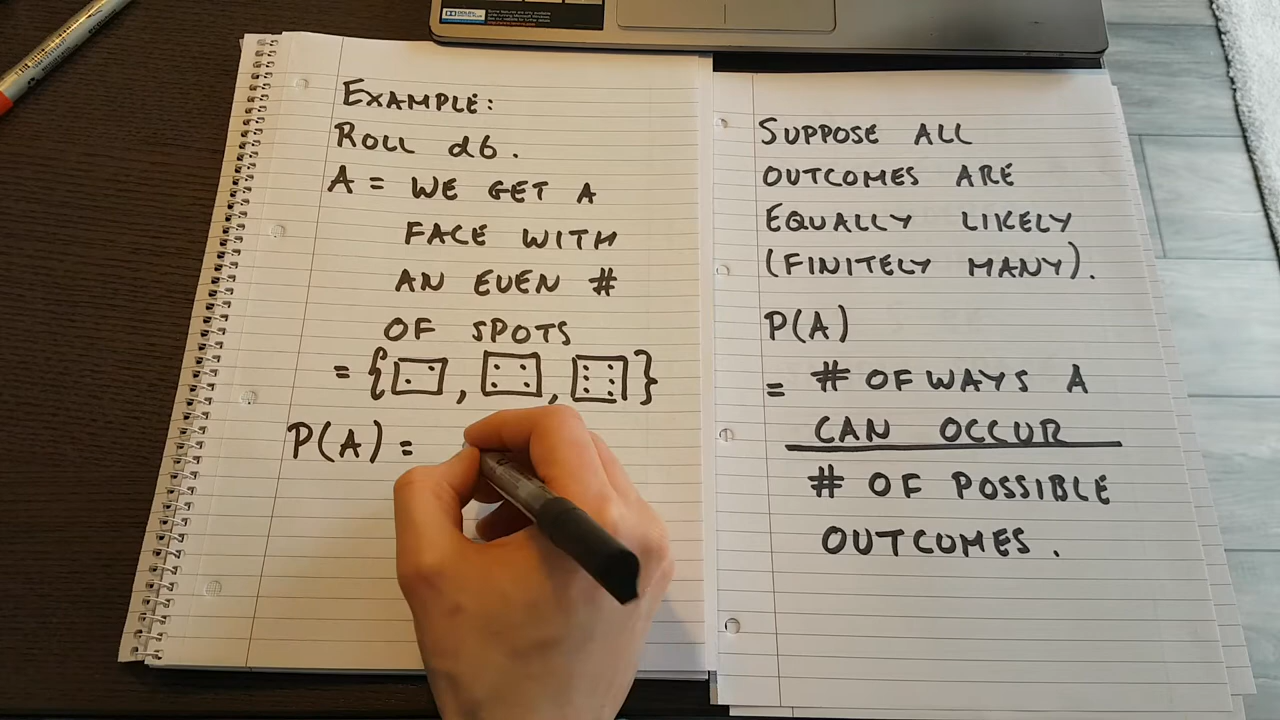 EXAMPLE:
ROLL d6.
A = WE GET A
FACE WITH
AN EVEN #
OF SPOTS
= { , , }
P(A) =
SUPPOSE ALL
OUTCOMES ARE
EQUALLY LIKELY
(FINITELY MANY).
P(A)
= # OF WAYS A
CAN OCCUR
# OF POSSIBLE
OUTCOMES.